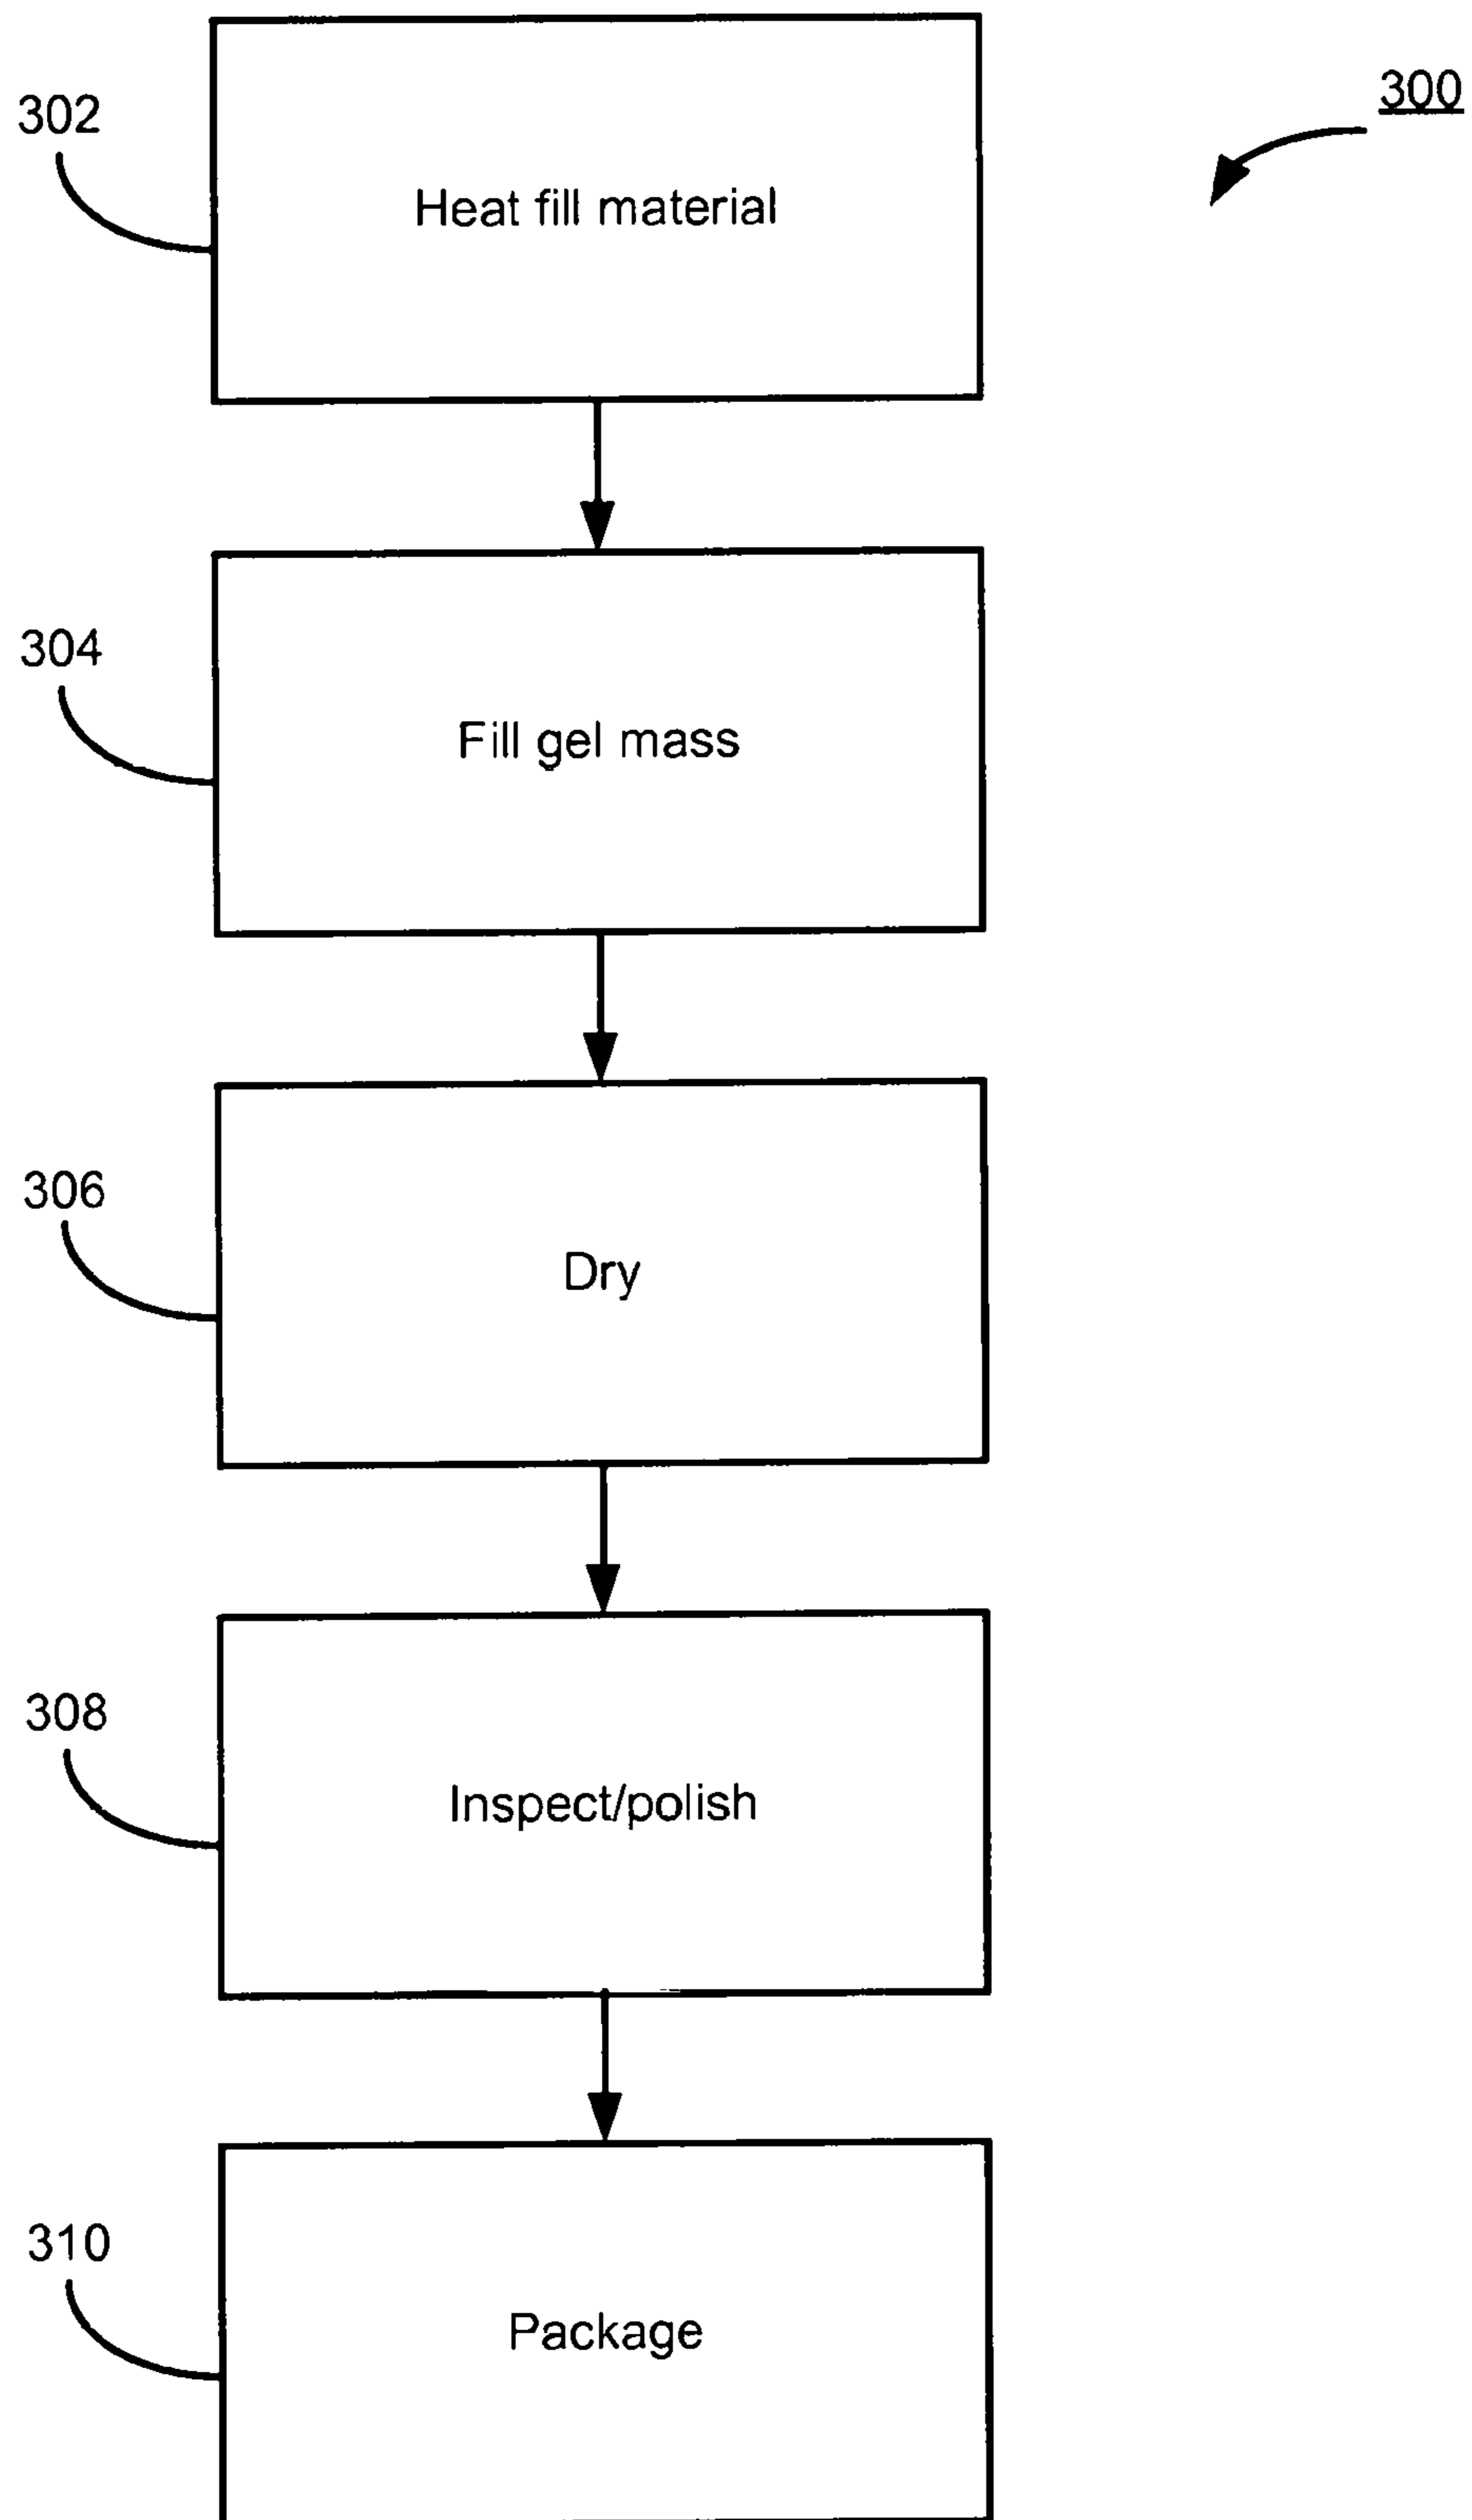 300
302
Heat fill material
304
Fill gel mass
306
Dry
308
Inspect/polish
310
Package